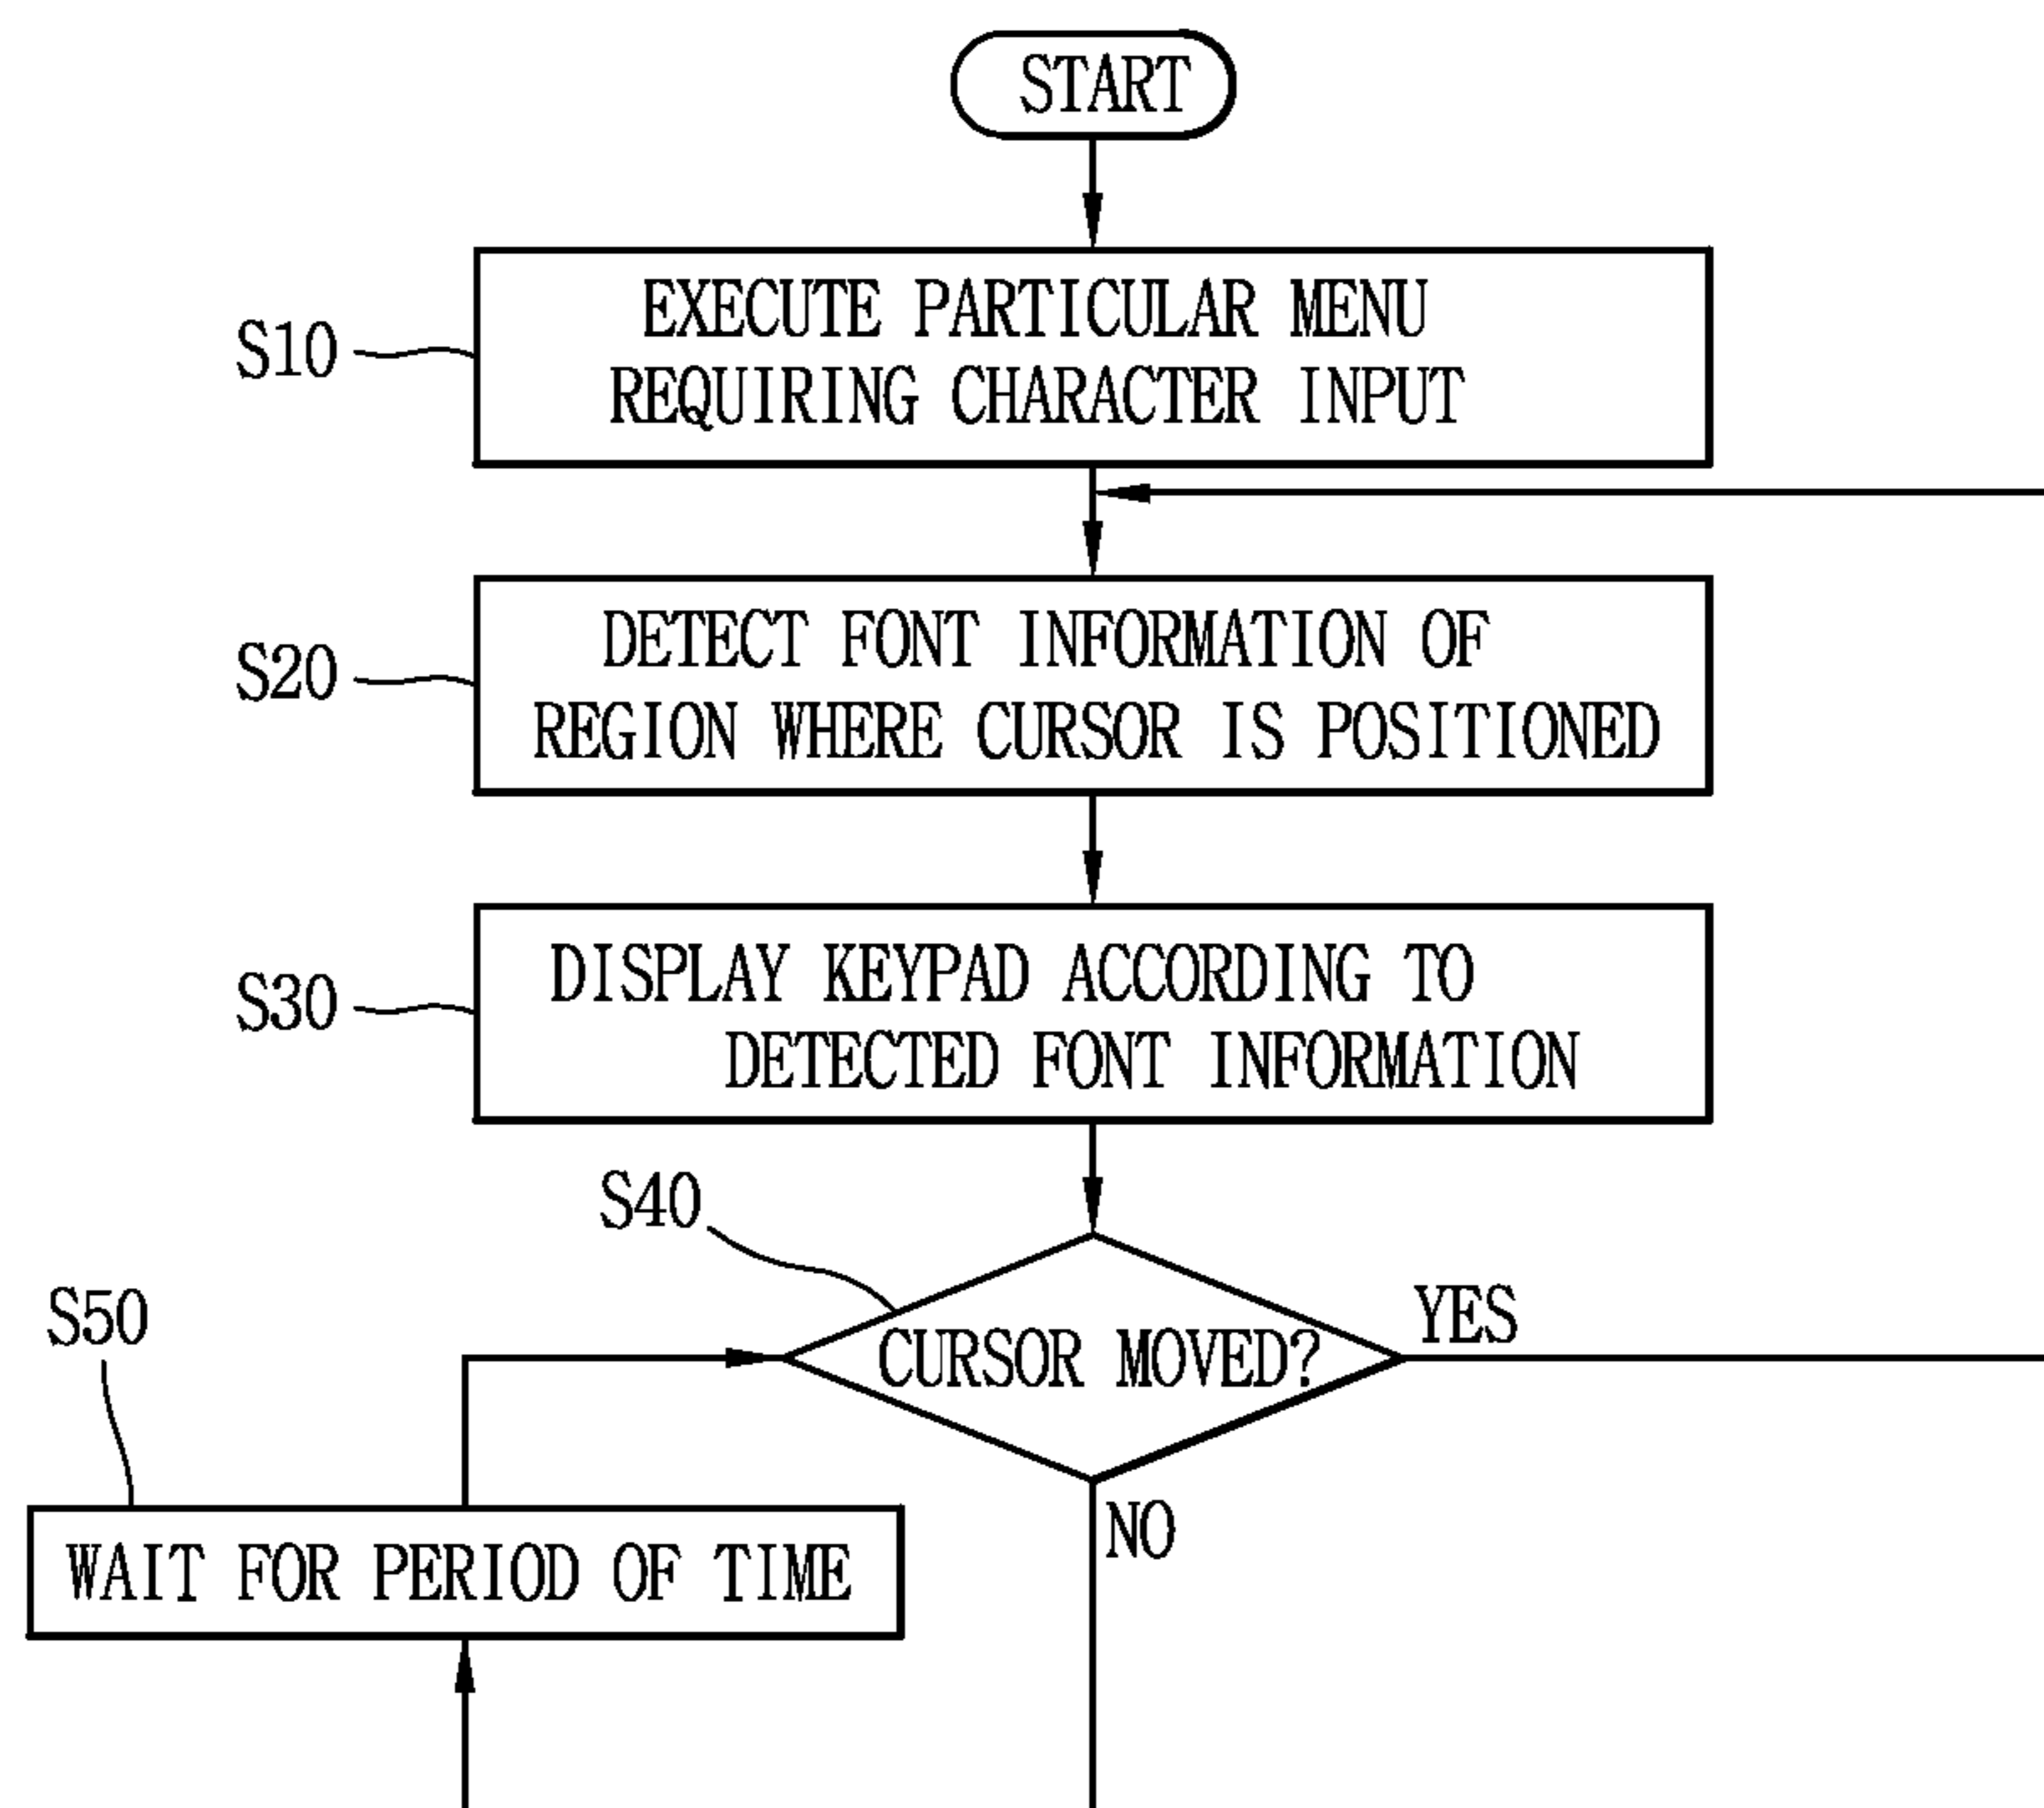 START
S10
EXECUTE PARTICULAR MENU
REQUIRING CHARACTER INPUT
S20
DETECT FONT INFORMATION OF
REGION WHERE CURSOR IS POSITIONED
S30
DISPLAY KEYPAD ACCORDING TO
DETECTED FONT INFORMATION
S40
CURSOR MOVED?
YES
NO
S50
WAIT FOR PERIOD OF TIME